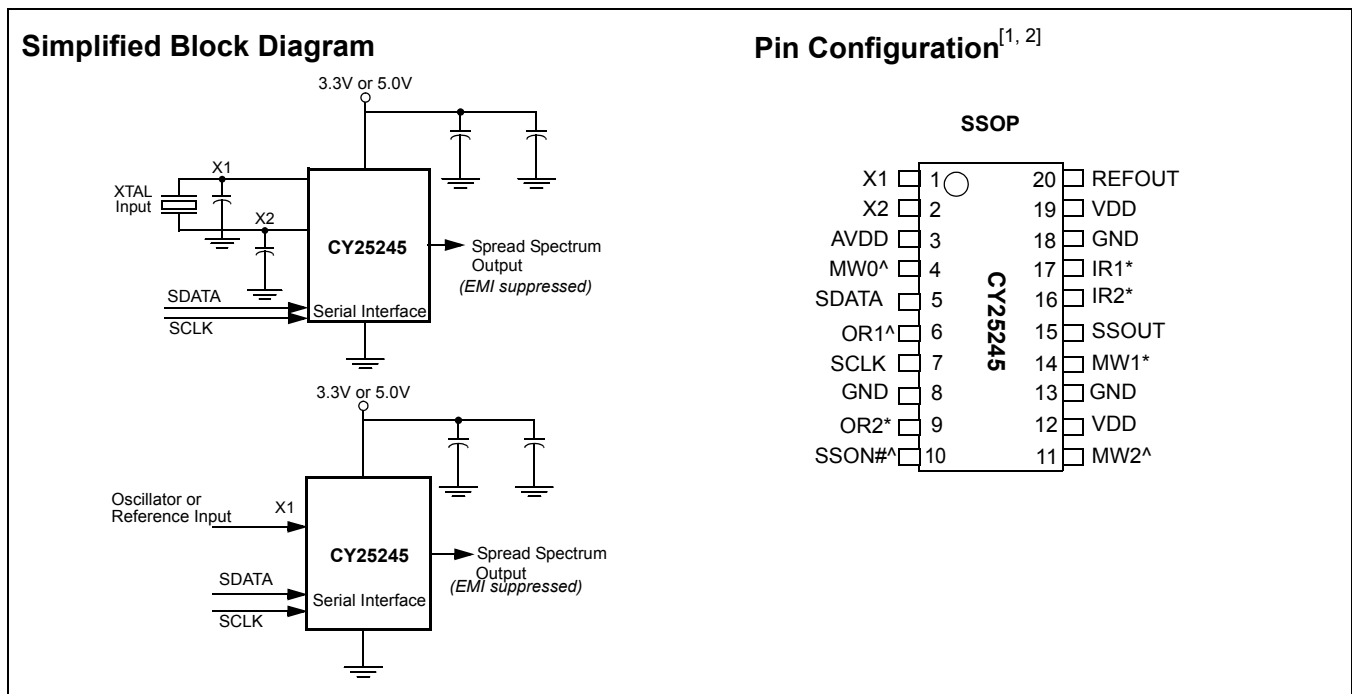 Simplified Block Diagram
3.3V or 5.0V
X1
XTAL
Input
X2
CY25245
Spread Spectrum
Output
(EMI suppressed)
SDATA
Serial Interface
SCLK
3.3V or 5.0V
Oscillator or
Reference Input
X1
CY25245
Spread Spectrum
Output
(EMI suppressed)
SDATA
Serial Interface
SCLK
Pin Configuration[1, 2]
SSOP
X1 1 20 REFOUT
X2 2 19 VDD
AVDD 3 18 GND
MW0^ 4 17 IR1*
SDATA 5 16 IR2*
OR1^ 6 15 SSOUT
SCLK 7 14 MW1*
GND 8 13 GND
OR2* 9 12 VDD
SSON#^ 10 11 MW2^
CY25245